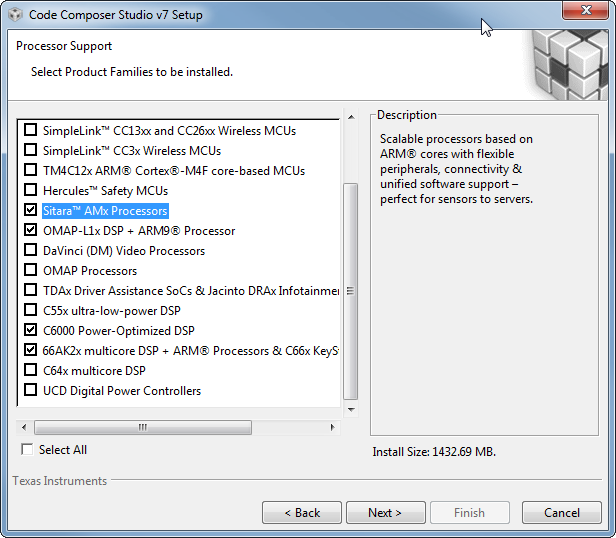 Code Composer Studio v7 Setup
Processor Support
Select Product Families to be installed.
SimpleLink™ CC13xx and CC26xx Wireless MCUs
SimpleLink™ CC3x Wireless MCUs
TM4C12x ARM® Cortex®-M4F core-based MCUs
Hercules™ Safety MCUs
Sitara™ AMx Processors
OMAP-L1x DSP + ARM9® Processor
DaVinci (DM) Video Processors
OMAP Processors
TDAx Driver Assistance SoCs & Jacinto DRAx Infotainme
C55x ultra-low-power DSP
C6000 Power-Optimized DSP
66AK2x multicore DSP + ARM® Processors & C66x KeyS
C64x multicore DSP
UCD Digital Power Controllers
Select All
Description
Scalable processors based on
ARM® cores with flexible
peripherals, connectivity &
unified software support –
perfect for sensors to servers.
Install Size: 1432.69 MB.
Texas Instruments
< Back
Next >
Finish
Cancel